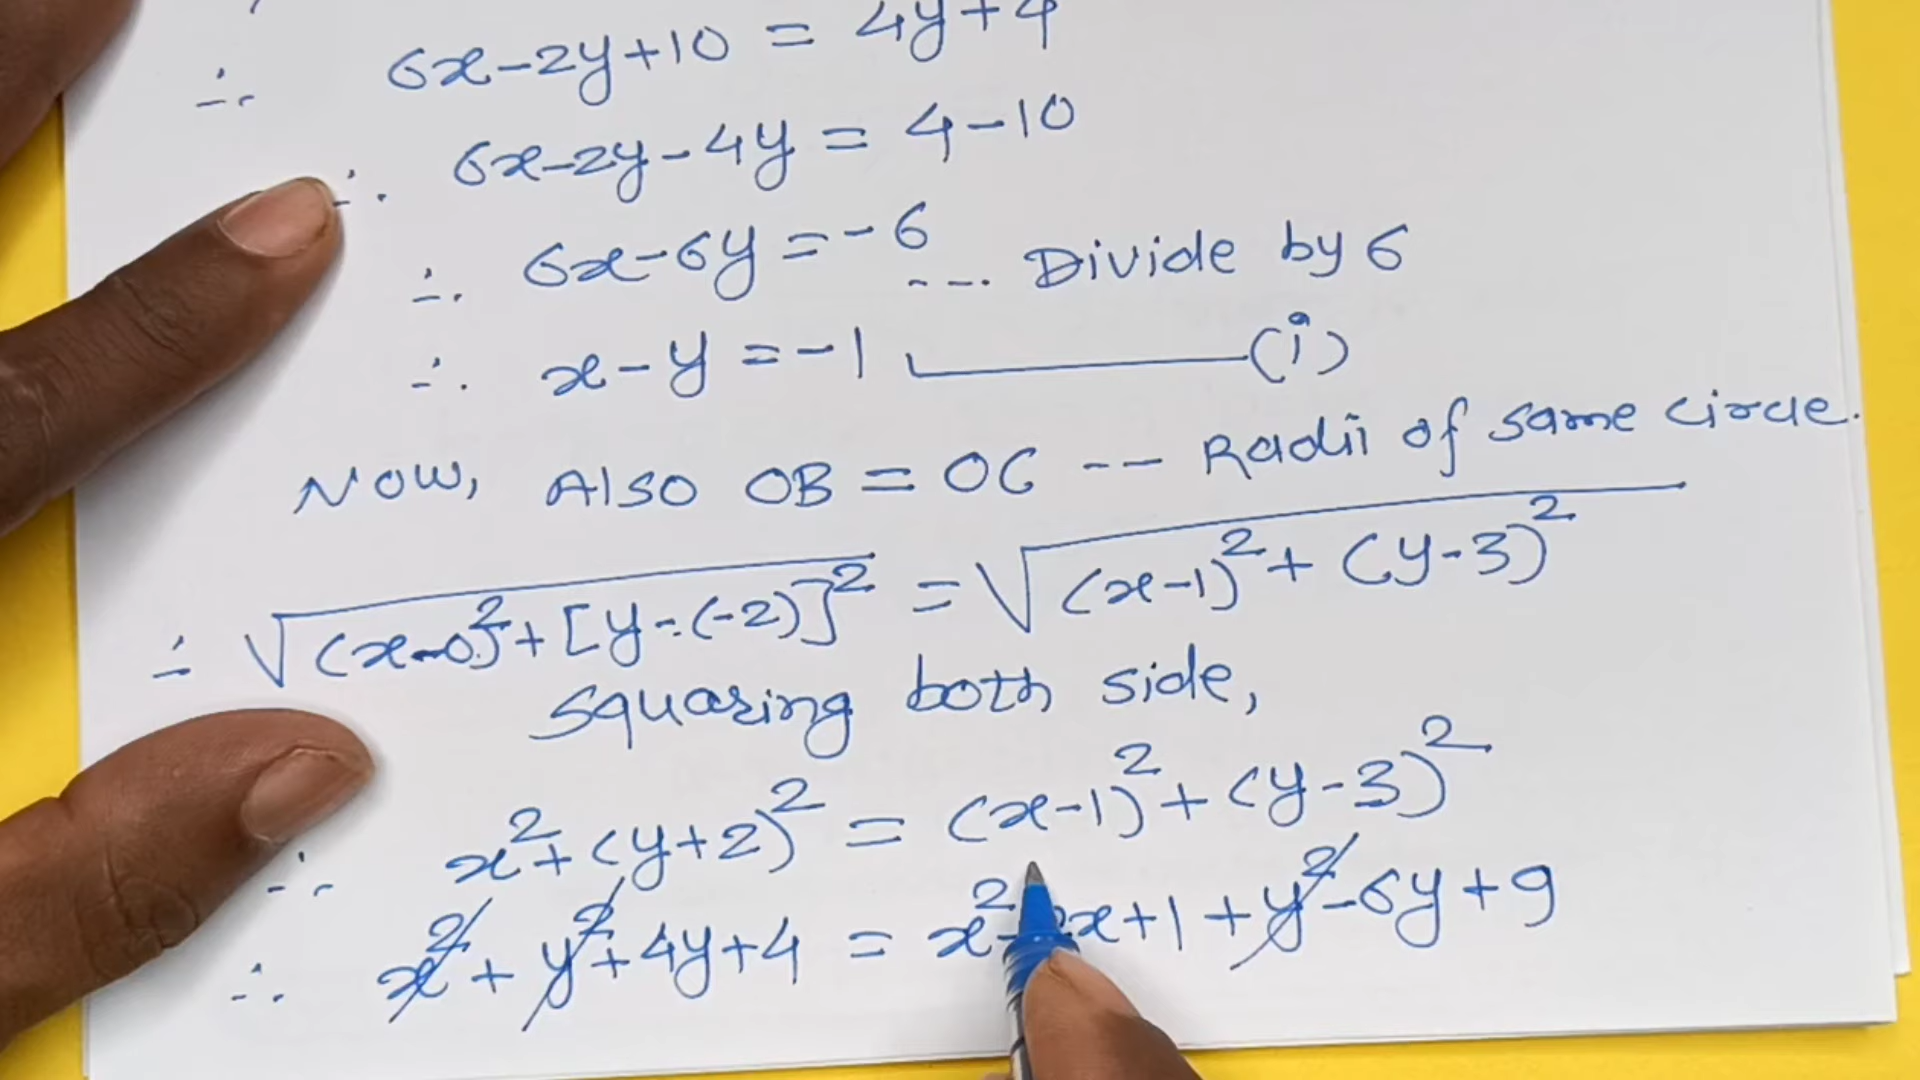 ∴ 6x-2y+10 = 4y+4
∴ 6x-2y-4y = 4-10
∴ 6x-6y = -6 --- Divide by 6
∴ x-y = -1 (i)
Now, Also OB = OC --- Radii of same circle.
∴ √(x-0)²+[y-(-2)]² = √(x-1)²+(y-3)²
squaring both side,
∴ x²+(y+2)² = (x-1)²+(y-3)²
∴ x²+y²+4y+4 = x²-2x+1+y²-6y+9